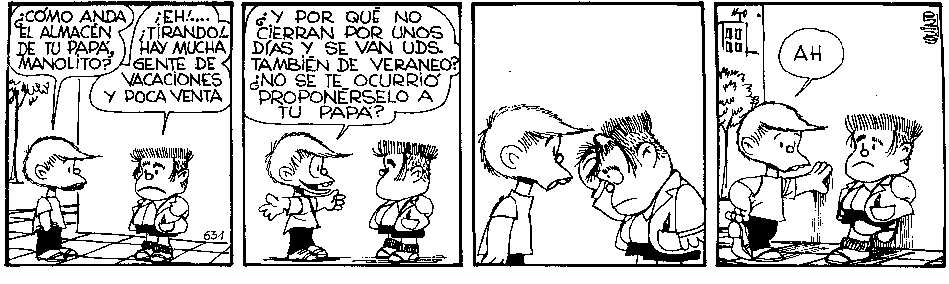 ¿CÓMO ANDA
EL ALMACÉN
DE TU PAPÁ,
MANOLITO?
¡EH!....
¡TIRANDO!
HAY MUCHA
GENTE DE
VACACIONES
Y POCA VENTA
631
¿Y POR QUÉ NO
CIERRAN POR UNOS
DÍAS Y SE VAN UDS.
TAMBIÉN DE VERANEO?
¿NO SE TE OCURRIÓ
PROPONÉRSELO A
TU PAPÁ?
AH
QUINO